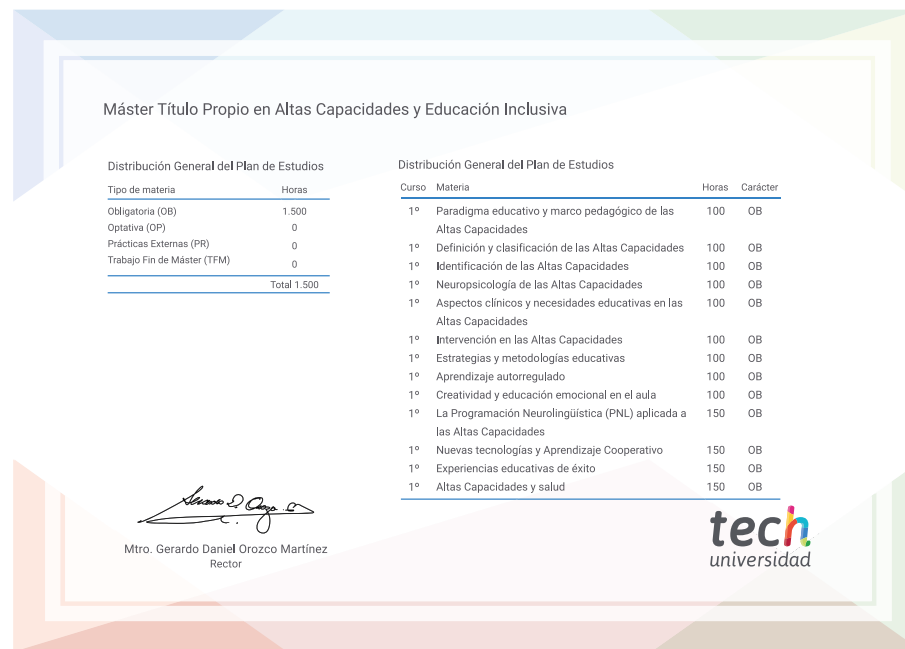 Máster Título Propio en Altas Capacidades y Educación Inclusiva
Distribución General del Plan de Estudios
Tipo de materia Horas
Obligatoria (OB) 1.500
Optativa (OP) 0
Prácticas Externas (PR) 0
Trabajo Fin de Máster (TFM) 0
Total 1.500
Distribución General del Plan de Estudios
Curso Materia Horas Carácter
1º Paradigma educativo y marco pedagógico de las 100 OB
Altas Capacidades
1º Definición y clasificación de las Altas Capacidades 100 OB
1º Identificación de las Altas Capacidades 100 OB
1º Neuropsicología de las Altas Capacidades 100 OB
1º Aspectos clínicos y necesidades educativas en las 100 OB
Altas Capacidades
1º Intervención en las Altas Capacidades 100 OB
1º Estrategias y metodologías educativas 100 OB
1º Aprendizaje autorregulado 100 OB
1º Creatividad y educación emocional en el aula 100 OB
1º La Programación Neurolingüística (PNL) aplicada a 150 OB
las Altas Capacidades
1º Nuevas tecnologías y Aprendizaje Cooperativo 150 OB
1º Experiencias educativas de éxito 150 OB
1º Altas Capacidades y salud 150 OB
Mtro. Gerardo Daniel Orozco Martínez
Rector
tech
universidad